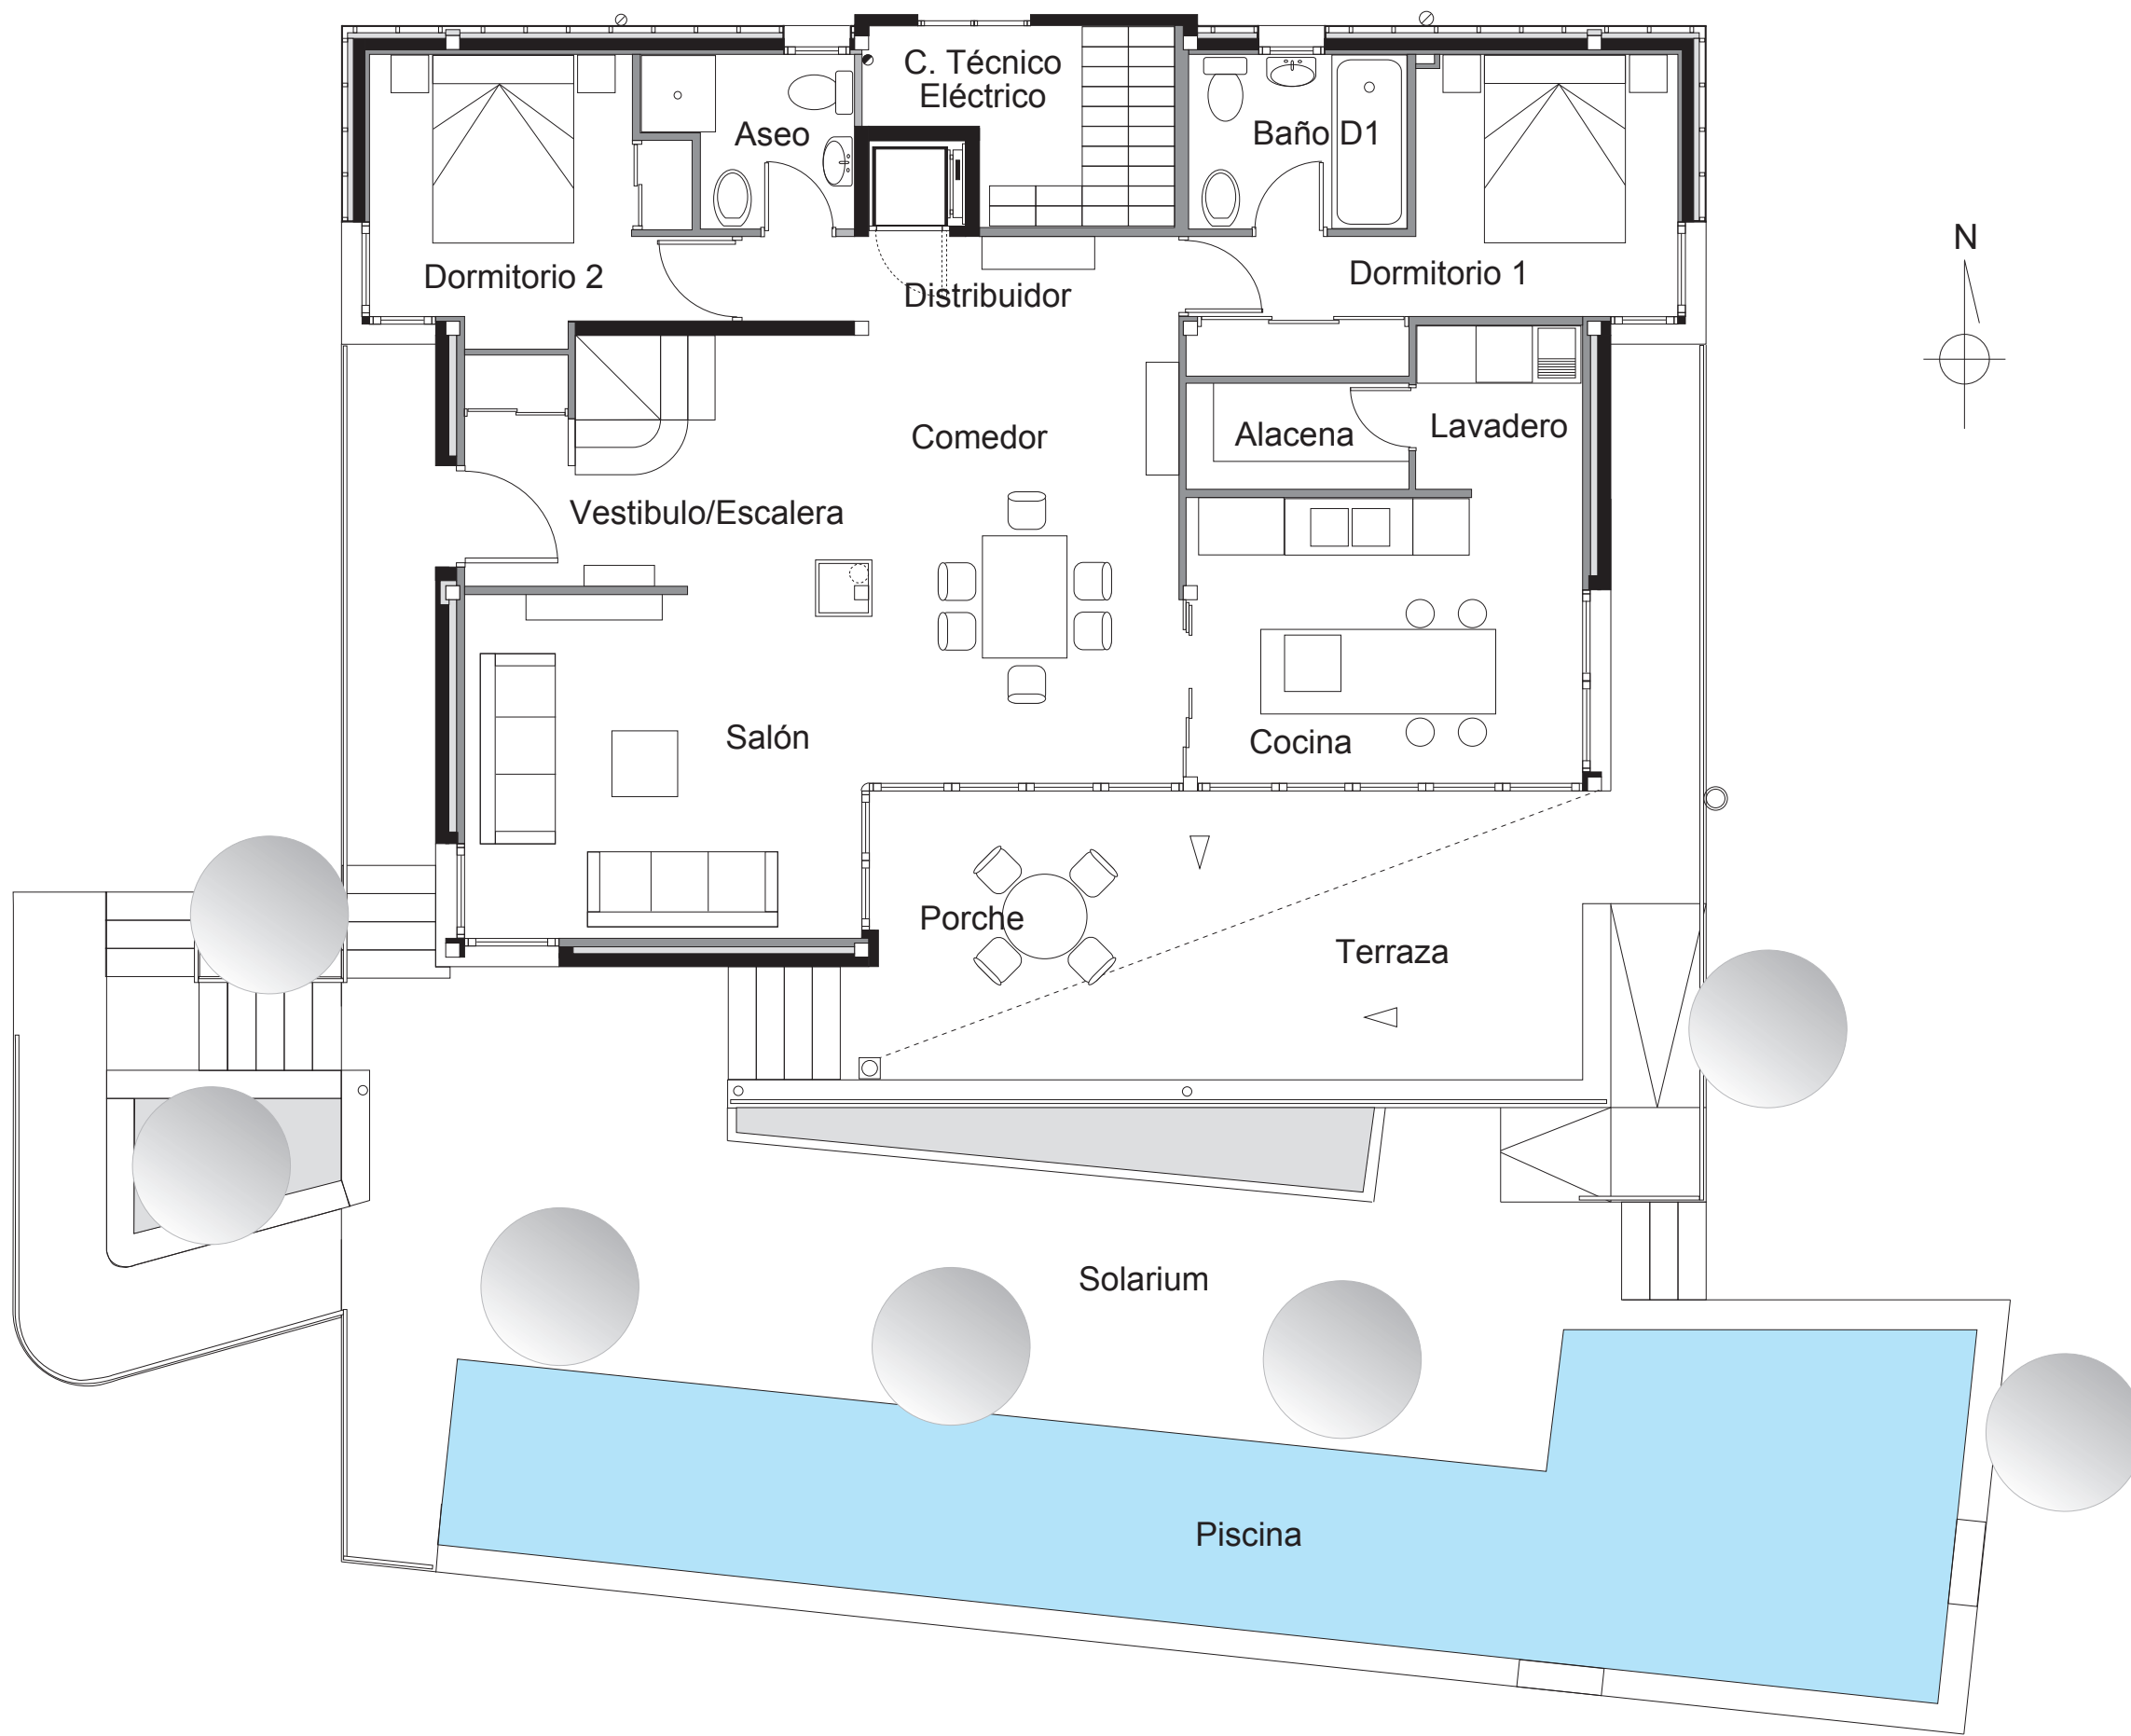 C. Técnico
Eléctrico
Aseo
Baño D1
N
Dormitorio 2
Distribuidor
Dormitorio 1
Comedor
Alacena
Lavadero
Vestibulo/Escalera
Salón
Cocina
Porche
Terraza
Solarium
Piscina